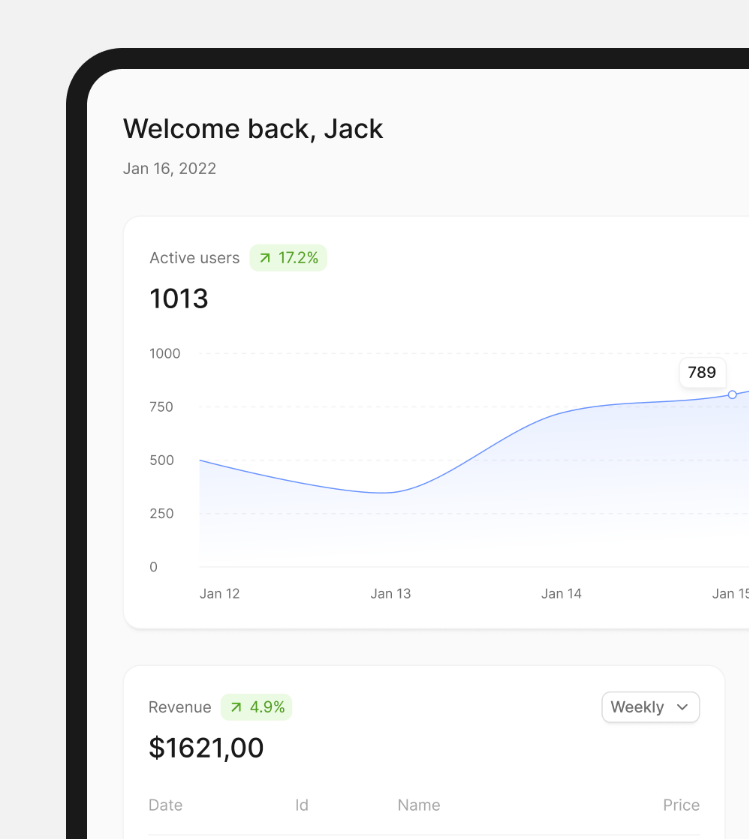 Welcome back, Jack
Jan 16, 2022
Active users 17.2%
1013
1000
789
750
500
250
0
Jan 12 Jan 13 Jan 14 Jan 15
Revenue 4.9% Weekly
$1621,00
Date Id Name Price